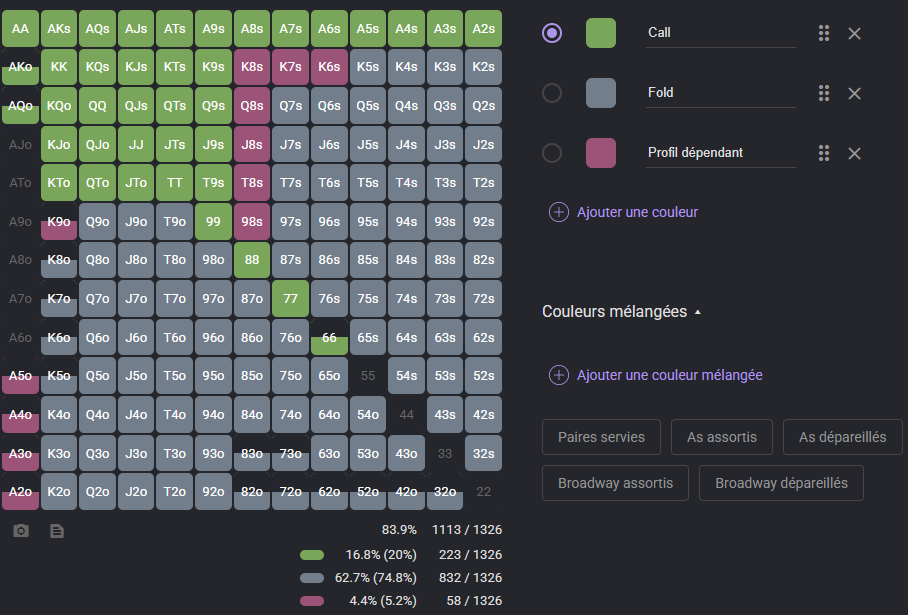 AA AKs AQs AJs ATs A9s A8s A7s A6s A5s A4s A3s A2s
AKo KK KQs KJs KTs K9s K8s K7s K6s K5s K4s K3s K2s
AQo KQo QQ QJs QTs Q9s Q8s Q7s Q6s Q5s Q4s Q3s Q2s
AJo KJo QJo JJ JTs J9s J8s J7s J6s J5s J4s J3s J2s
ATo KTo QTo JTo TT T9s T8s T7s T6s T5s T4s T3s T2s
A9o K9o Q9o J9o T9o 99 98s 97s 96s 95s 94s 93s 92s
A8o K8o Q8o J8o T8o 98o 88 87s 86s 85s 84s 83s 82s
A7o K7o Q7o J7o T7o 97o 87o 77 76s 75s 74s 73s 72s
A6o K6o Q6o J6o T6o 96o 86o 76o 66 65s 64s 63s 62s
A5o K5o Q5o J5o T5o 95o 85o 75o 65o 55 54s 53s 52s
A4o K4o Q4o J4o T4o 94o 84o 74o 64o 54o 44 43s 42s
A3o K3o Q3o J3o T3o 93o 83o 73o 63o 53o 43o 33 32s
A2o K2o Q2o J2o T2o 92o 82o 72o 62o 52o 42o 32o 22
83.9% 1113 / 1326
16.8% (20%) 223 / 1326
62.7% (74.8%) 832 / 1326
4.4% (5.2%) 58 / 1326
Call
Fold
Profil dépendant
Ajouter une couleur
Couleurs mélangées
Ajouter une couleur mélangée
Paires servies As assortis As dépareillés
Broadway assortis Broadway dépareillés